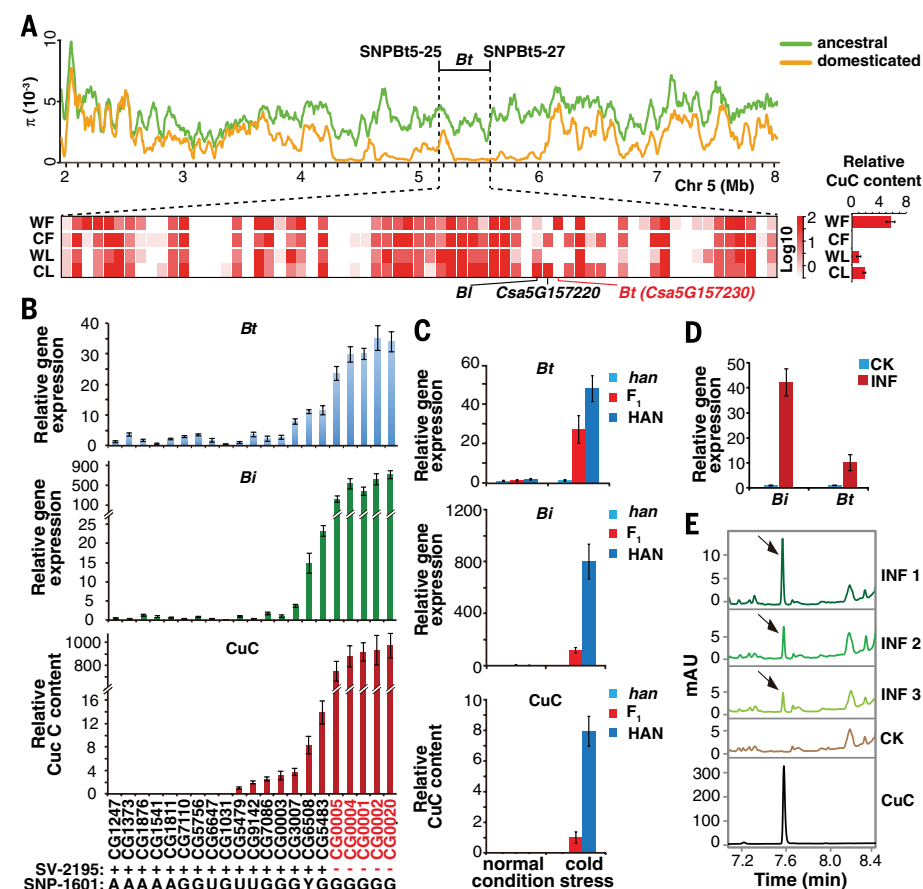 A
π (10⁻³)
10
5
0
SNPBt5-25
Bt
SNPBt5-27
ancestral
domesticated
2 3 4 5 6 7 8
Chr 5 (Mb)
WF
CF
WL
CL
Log10
2
1
0
Relative
CuC content
0 4 8
WF
CF
WL
CL
Bi
Csa5G157220
Bt (Csa5G157230)
B
Relative gene
expression
40
30
20
10
0
Bt
Relative gene
expression
900
500
100
25
20
15
10
5
0
Bi
Relative
Cuc C content
1000
800
16
12
8
4
0
CuC
CG1247 CG1373 CG1876 CG1541 CG1811 CG7110 CG5756 CG6647 CG1031 CG5479 CG9142 CG7086 CG0083 CG3007 CG6508 CG5483 CG0005 CG0004 CG0001 CG0002 CG0020
SV-2195: + + + + + + + + + + + + + + + + - - - - -
SNP-1601: A A A A A G G U G U U G G G Y G G G G G G
C
Relative gene
expression
60
40
20
0
Bt
han
F₁
HAN
Relative gene
expression
1200
800
400
0
Bi
han
F₁
HAN
Relative
CuC content
10
8
6
4
2
0
CuC
han
F₁
HAN
normal
condition
cold
stress
D
Relative gene
expression
50
40
30
20
10
0
CK
INF
Bi
Bt
E
mAU
10
5
0
INF 1
5
0
INF 2
5
0
INF 3
5
0
CK
300
200
100
0
CuC
7.2 7.6 8.0 8.4
Time (min)